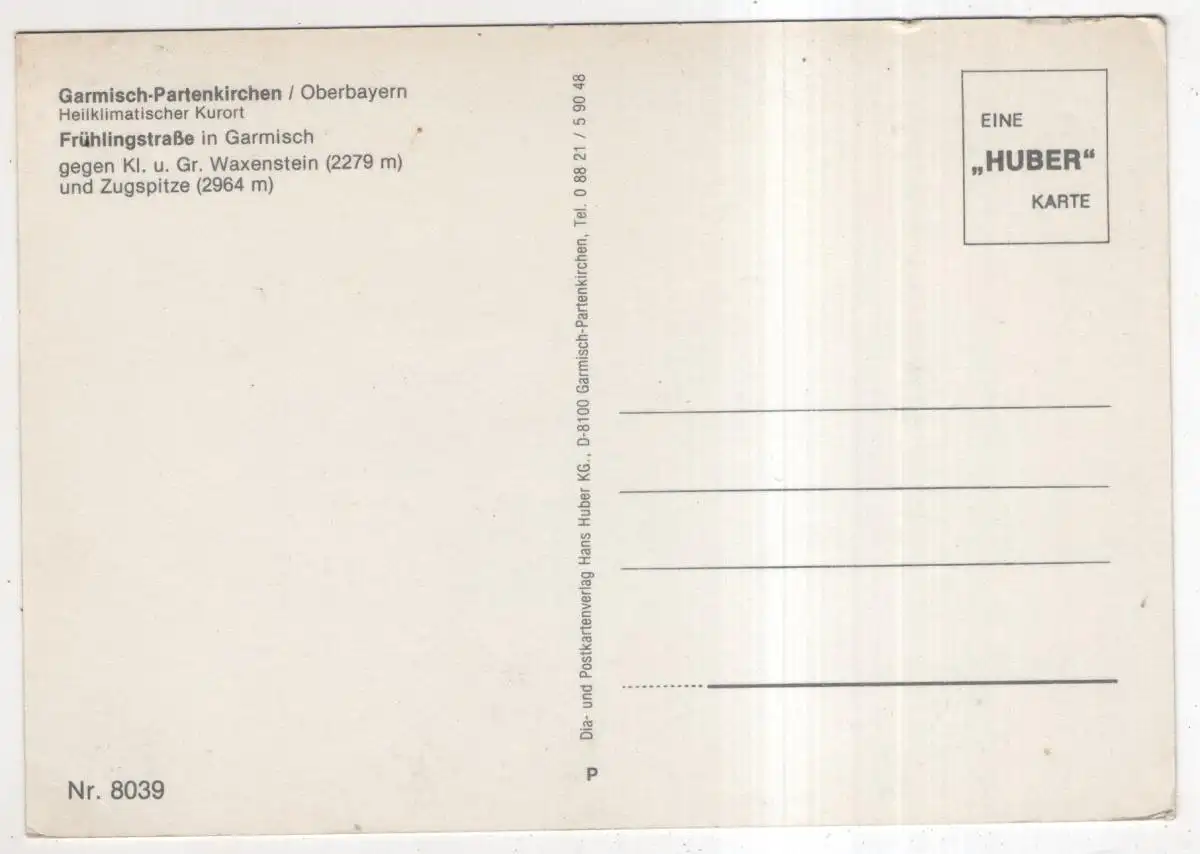 Garmisch-Partenkirchen / Oberbayern
Heilklimatischer Kurort
Frühlingstraße in Garmisch
gegen Kl. u. Gr. Waxenstein (2279 m)
und Zugspitze (2964 m)
Nr. 8039
Dia- und Postkartenverlag Hans Huber KG., D-8100 Garmisch-Partenkirchen, Tel. 0 88 21 / 5 90 48
P
EINE
„HUBER“
KARTE